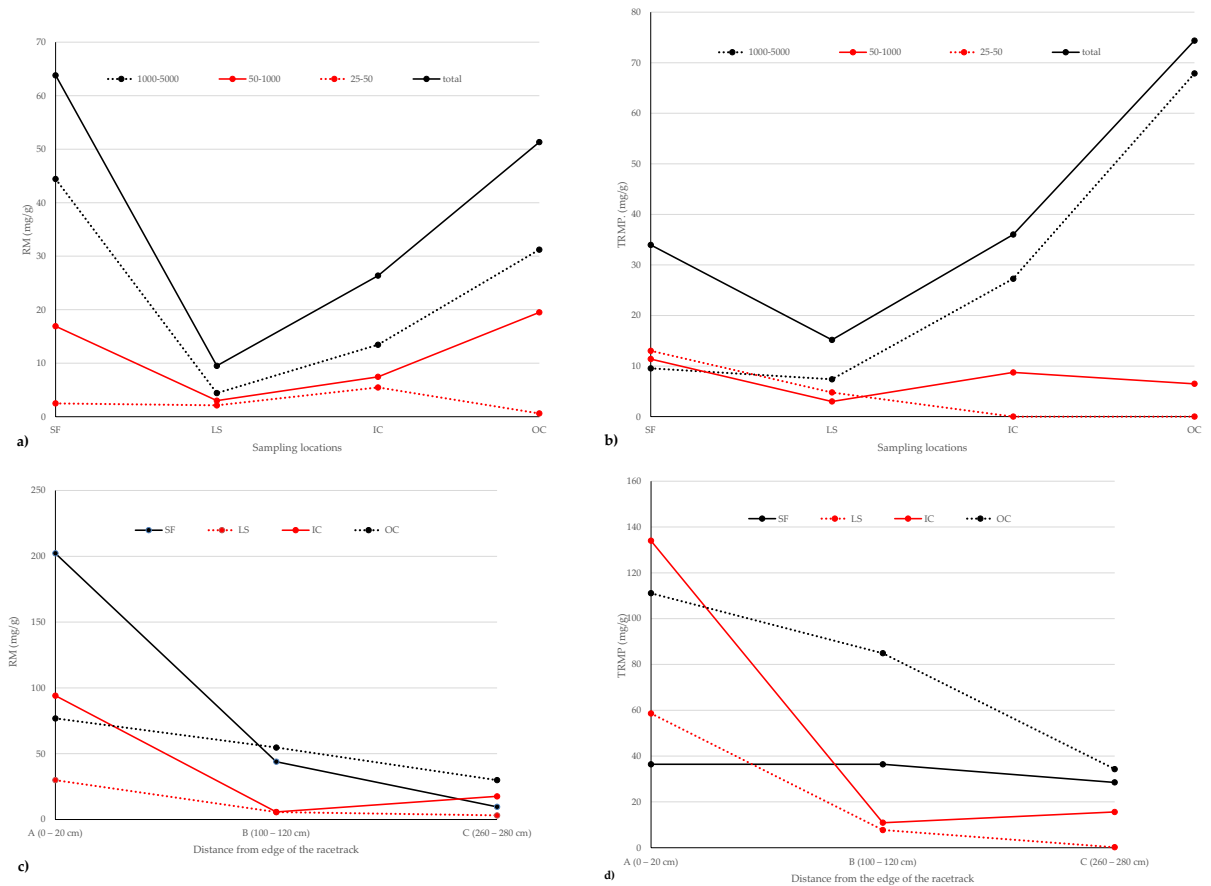 70
60
50
40
30
20
10
0
RM (mg/g)
1000-5000 50-1000 25-50 total
SF LS IC OC
Sampling locations
a)
80
70
60
50
40
30
20
10
0
TRMP. (mg/g)
1000-5000 50-1000 25-50 total
SF LS IC OC
Sampling locations
b)
250
200
150
100
50
0
RM (mg/g)
SF LS IC OC
A (0 – 20 cm) B (100 – 120 cm) C (260 – 280 cm)
Distance from edge of the racetrack
c)
160
140
120
100
80
60
40
20
0
TRMP (mg/g)
SF LS IC OC
A (0 – 20 cm) B (100 – 120 cm) C (260 – 280 cm)
Distance from the edge of the racetrack
d)